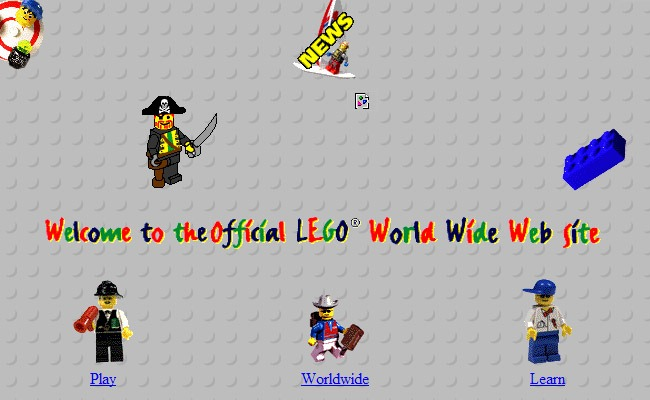 NEWS
Welcome to the Official LEGO® World Wide Web Site
Play
Worldwide
Learn